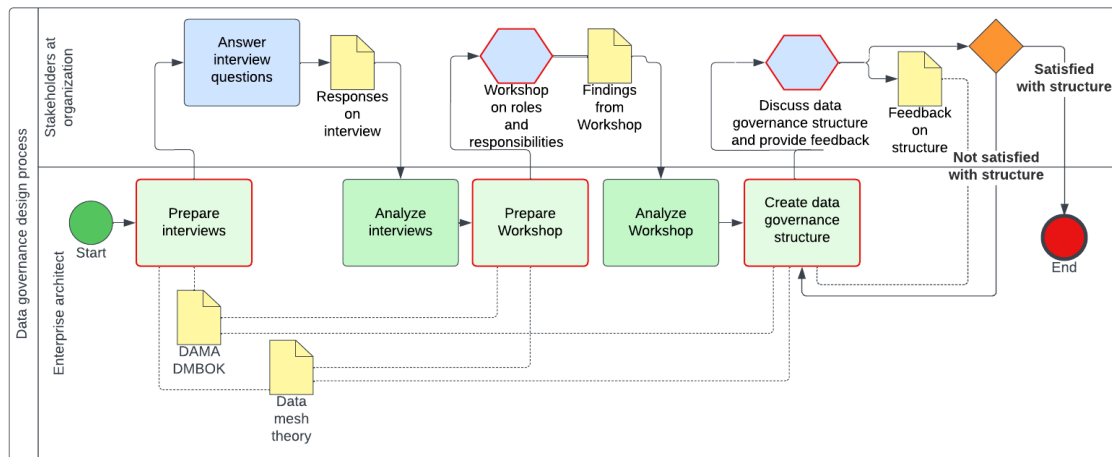 Data governance design process
Stakeholders at
organization
Answer
interview
questions
Responses
on
interview
Workshop
on roles
and
responsibilities
Findings
from
Workshop
Discuss data
governance structure
and provide feedback
Feedback
on
structure
Satisfied
with structure
Not satisfied
with structure
Enterprise architect
Start
Prepare
interviews
Analyze
interviews
Prepare
Workshop
Analyze
Workshop
Create data
governance
structure
End
DAMA
DMBOK
Data
mesh
theory